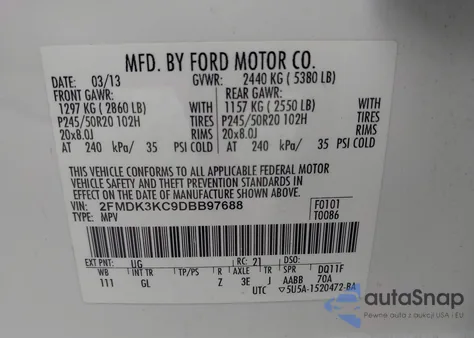 MFD. BY FORD MOTOR CO.
DATE: 03/13 GVWR: 2440 KG ( 5380 LB)
FRONT GAWR: REAR GAWR:
1297 KG ( 2860 LB) WITH 1157 KG ( 2550 LB) WITH
P245/50R20 102H TIRES P245/50R20 102H TIRES
20x8.0J RIMS 20x8.0J RIMS
AT 240 kPa/ 35 PSI COLD AT 240 kPa/ 35 PSI COLD
THIS VEHICLE CONFORMS TO ALL APPLICABLE FEDERAL MOTOR
VEHICLE SAFETY AND THEFT PREVENTION STANDARDS IN
EFFECT ON THE DATE OF MANUFACTURE SHOWN ABOVE.
VIN: 2FMDK3KC9DBB97688 F0101
TYPE: MPV T0086
EXT PNT: UG RC: 21 DSO:
WB INT TR TP/PS R AXLE TR SPR DQ11F
111 GL Z 3E J AABB 70A
UTC ▽5U5A-1520472-BA
autoSnap
Pewne auto z aukcji USA i EU